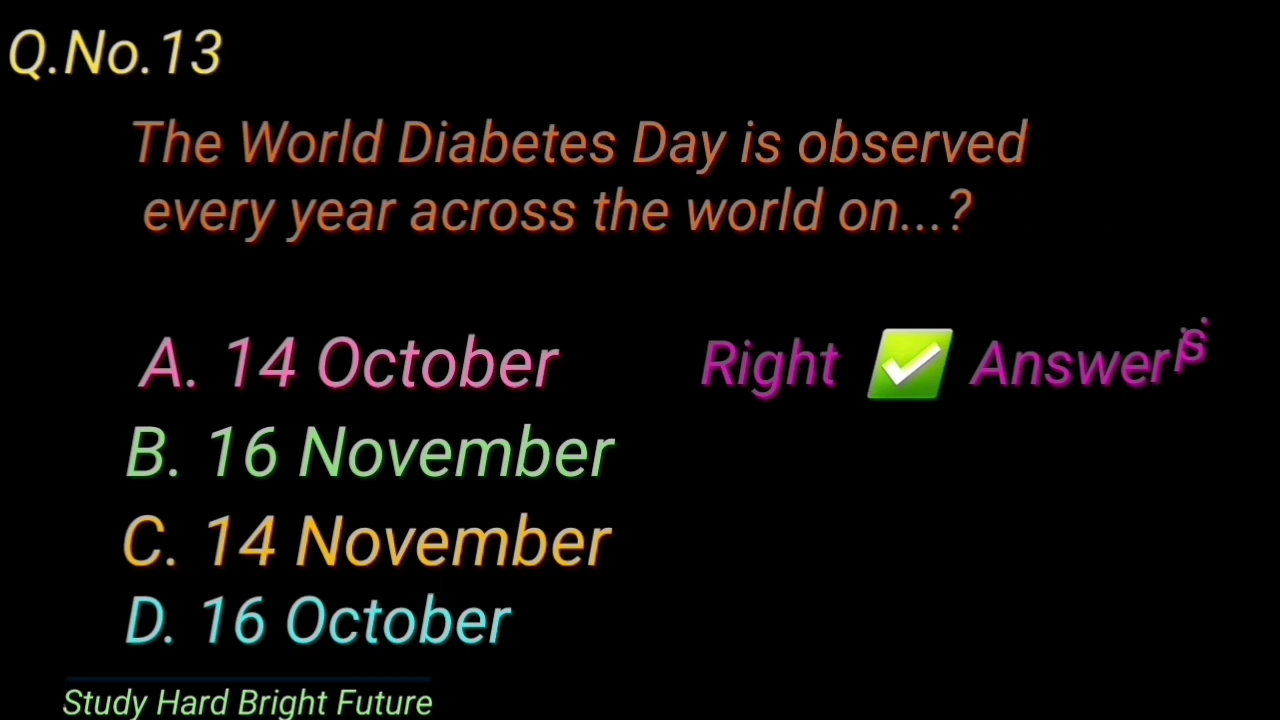 Q.No.13
The World Diabetes Day is observed
every year across the world on...?
A. 14 October
Right ✅ Answer is
B. 16 November
C. 14 November
D. 16 October
Study Hard Bright Future